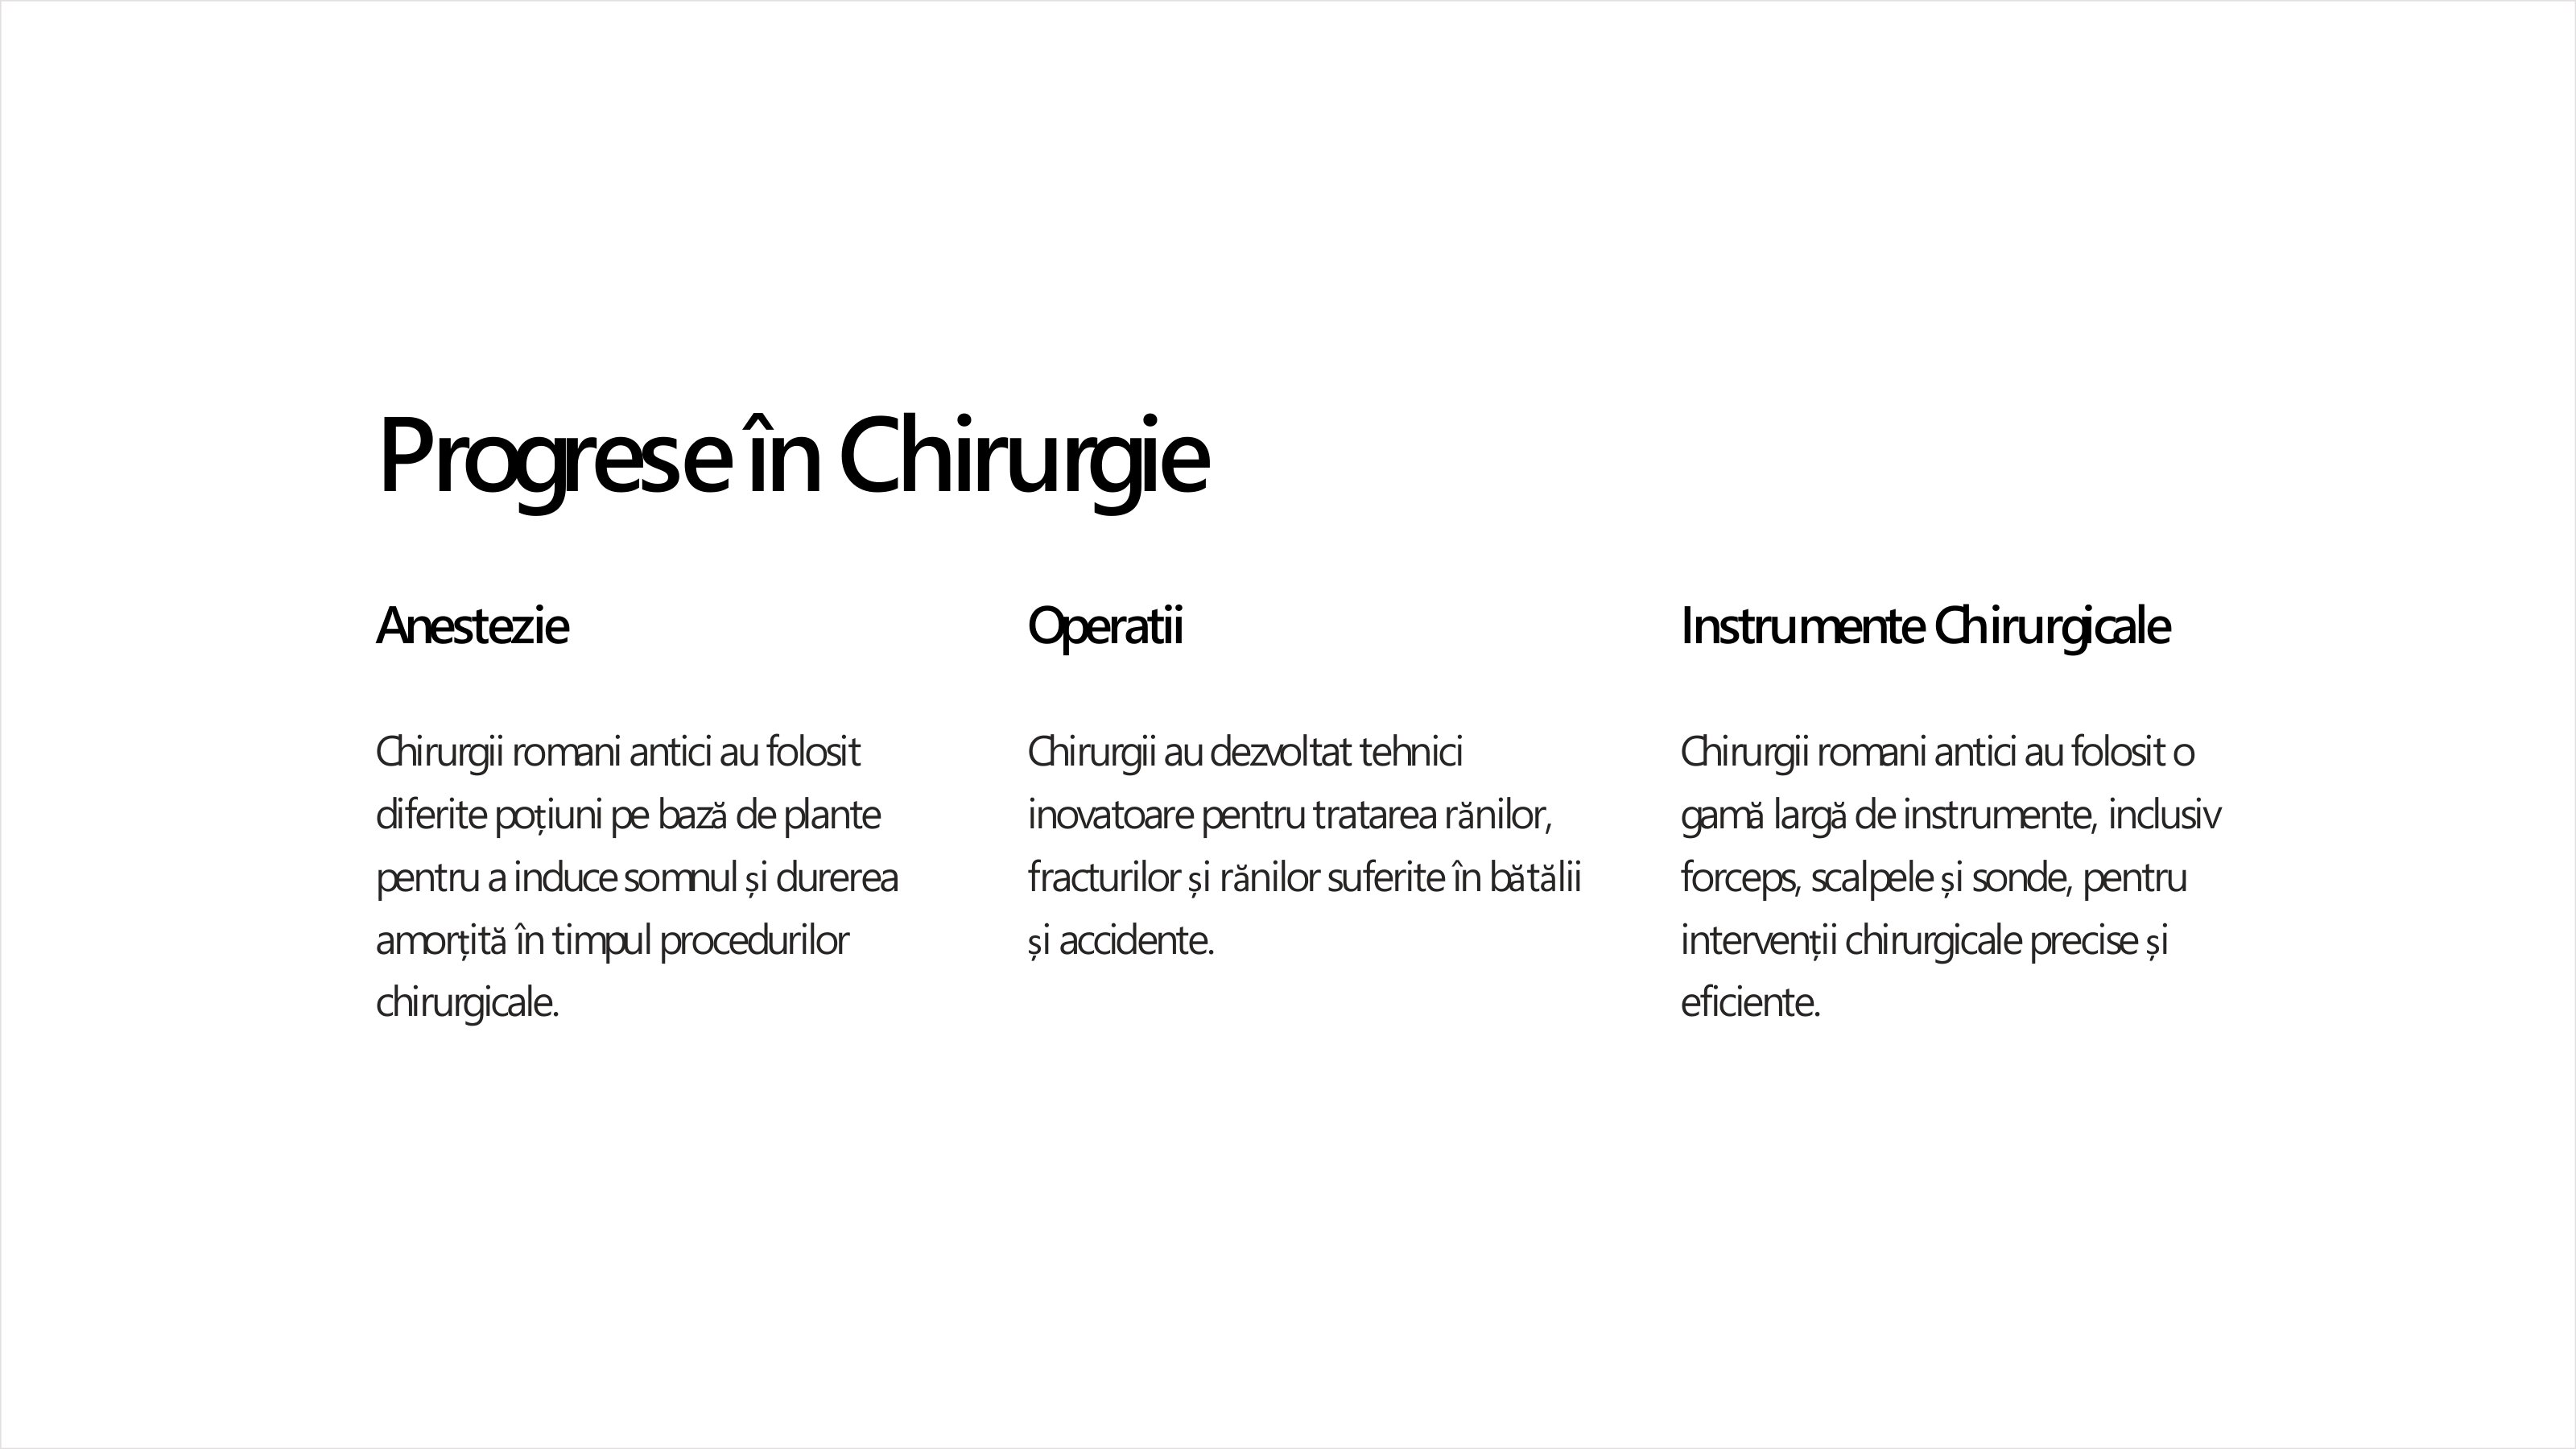 Progrese în Chirurgie
Anestezie
Chirurgii romani antici au folosit
diferite poțiuni pe bază de plante
pentru a induce somnul și durerea
amorțită în timpul procedurilor
chirurgicale.
Operatii
Chirurgii au dezvoltat tehnici
inovatoare pentru tratarea rănilor,
fracturilor și rănilor suferite în bătălii
și accidente.
Instrumente Chirurgicale
Chirurgii romani antici au folosit o
gamă largă de instrumente, inclusiv
forceps, scalpele și sonde, pentru
intervenții chirurgicale precise și
eficiente.